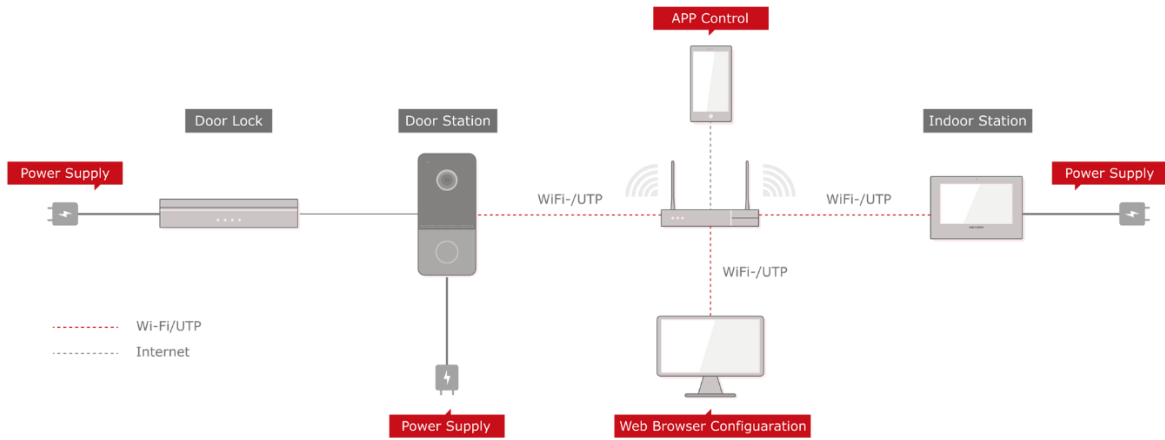 APP Control
Door Lock
Door Station
Indoor Station
Power Supply
Power Supply
WiFi-/UTP
WiFi-/UTP
WiFi-/UTP
Wi-Fi/UTP
Internet
Power Supply
Web Browser Configuaration